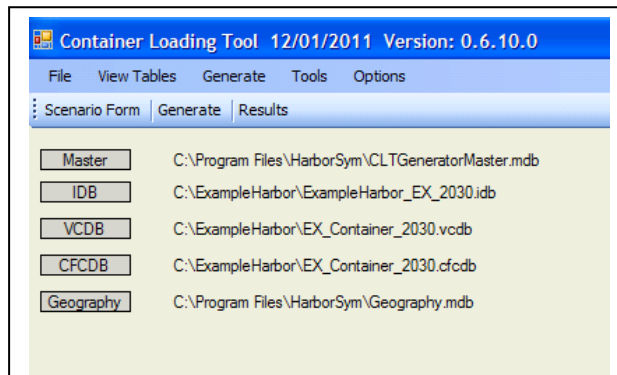 Container Loading Tool 12/01/2011 Version: 0.6.10.0
File View Tables Generate Tools Options
Scenario Form Generate Results
Master C:\Program Files\HarborSym\CLTGeneratorMaster.mdb
IDB C:\ExampleHarbor\ExampleHarbor_EX_2030.idb
VCDB C:\ExampleHarbor\EX_Container_2030.vcdb
CFCDB C:\ExampleHarbor\EX_Container_2030.cfcdb
Geography C:\Program Files\HarborSym\Geography.mdb